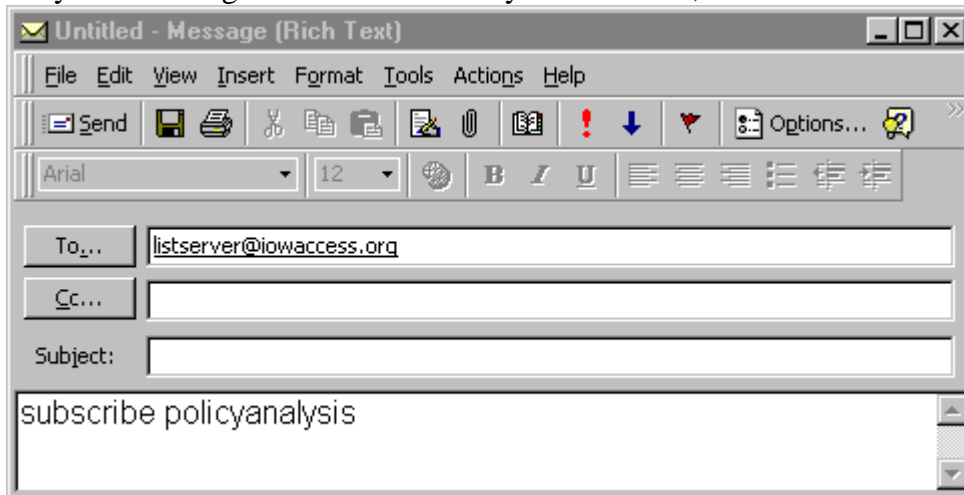 Untitled - Message (Rich Text)
File Edit View Insert Format Tools Actions Help
Send Options...
Arial 12 B I U
To... listserver@iowaccess.org
Cc...
Subject:
subscribe policyanalysis